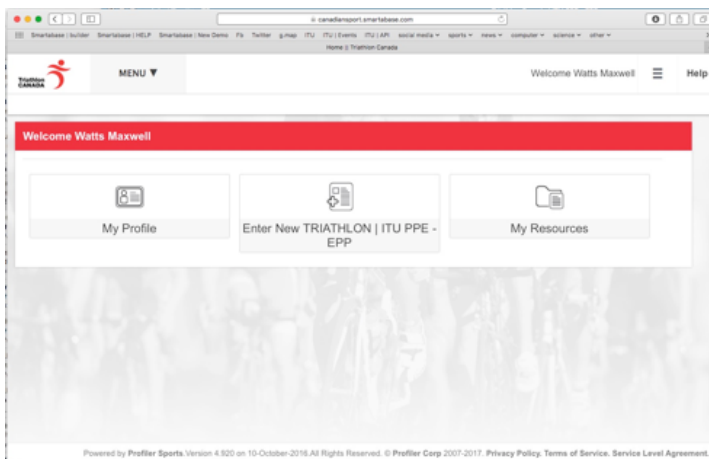 canadiansport.smartabase.com
Smartabase | builder Smartabase | HELP Smartabase | New Demo Fb Twitter g.map ITU ITU | Events ITU | API social media sports news computer science other
Home || Triathlon Canada
Triathlon
CANADA
MENU ▼
Welcome Watts Maxwell
Help
Welcome Watts Maxwell
My Profile
Enter New TRIATHLON | ITU PPE -
EPP
My Resources
Powered by Profiler Sports.Version 4.920 on 10-October-2016.All Rights Reserved. © Profiler Corp 2007-2017. Privacy Policy. Terms of Service. Service Level Agreement.